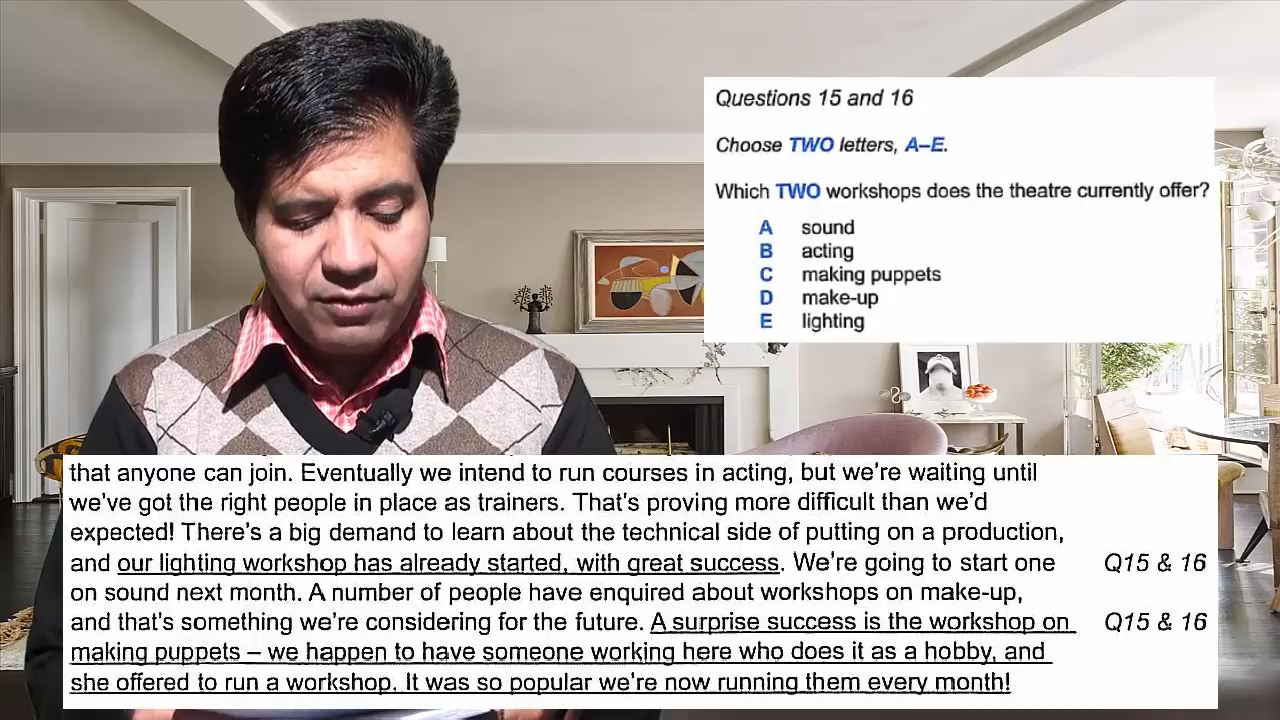 Questions 15 and 16
Choose TWO letters, A–E.
Which TWO workshops does the theatre currently offer?
A sound
B acting
C making puppets
D make-up
E lighting
that anyone can join. Eventually we intend to run courses in acting, but we’re waiting until
we’ve got the right people in place as trainers. That’s proving more difficult than we’d
expected! There’s a big demand to learn about the technical side of putting on a production,
and our lighting workshop has already started, with great success. We’re going to start one Q15 & 16
on sound next month. A number of people have enquired about workshops on make-up,
and that’s something we’re considering for the future. A surprise success is the workshop on Q15 & 16
making puppets – we happen to have someone working here who does it as a hobby, and
she offered to run a workshop. It was so popular we’re now running them every month!